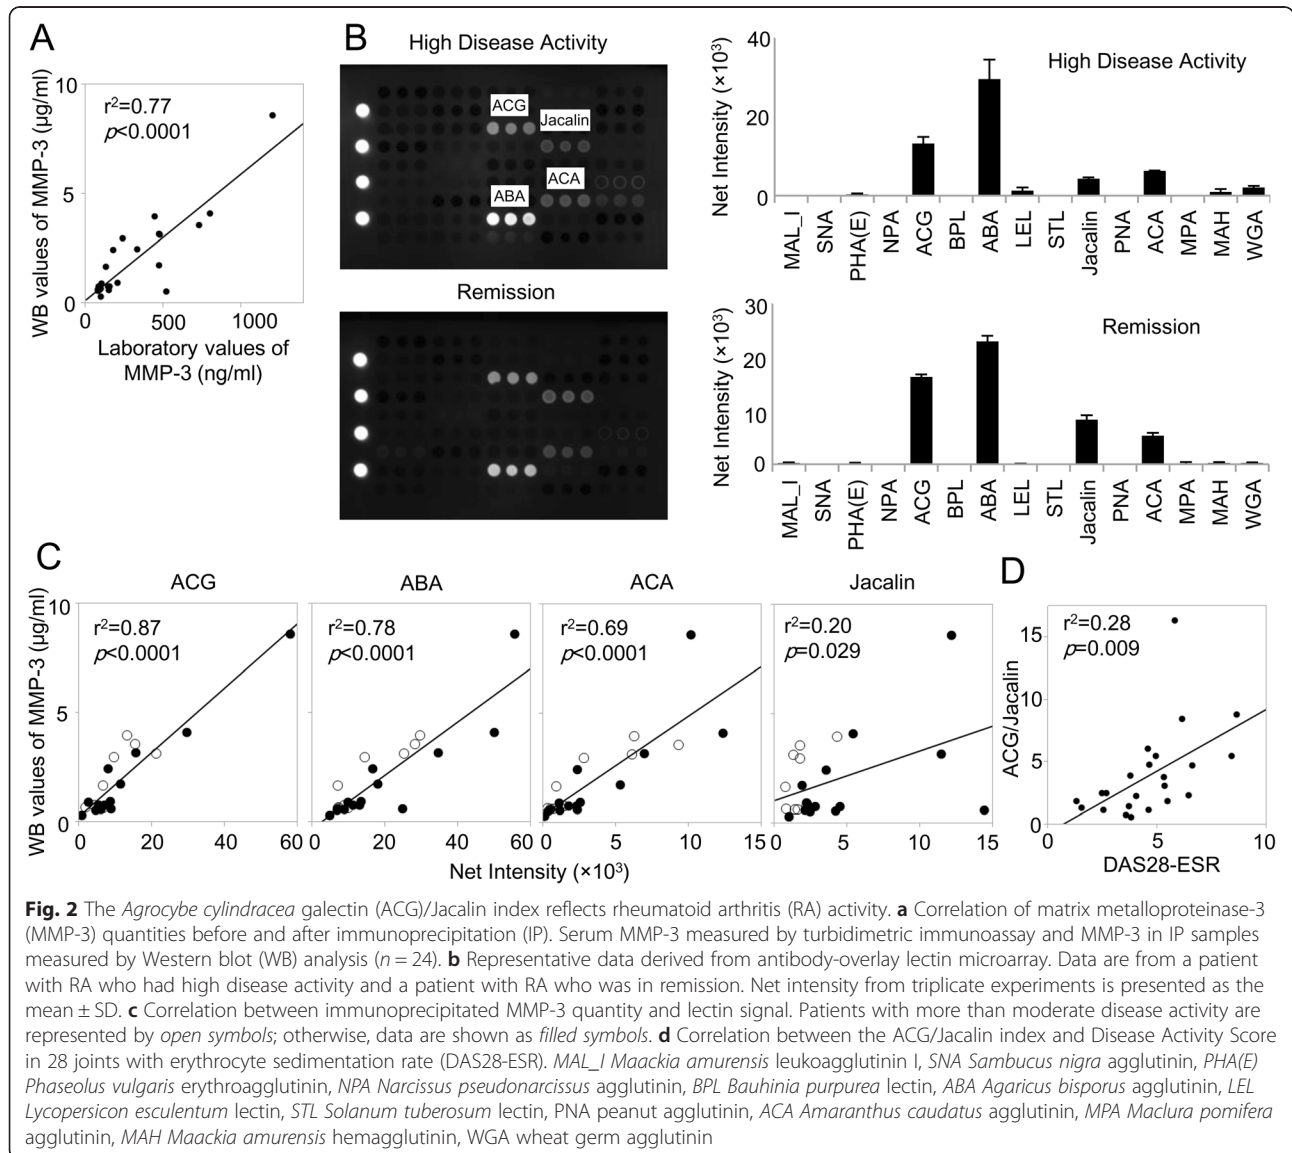 A
10
r²=0.77
p<0.0001
5
0
0
500
1000
WB values of MMP-3 (µg/ml)
Laboratory values of
MMP-3 (ng/ml)
B
High Disease Activity
ACG
Jacalin
ACA
ABA
Remission
40
High Disease Activity
20
0
Net Intensity (×10³)
MAL_I
SNA
PHA(E)
NPA
ACG
BPL
ABA
LEL
STL
Jacalin
PNA
ACA
MPA
MAH
WGA
30
Remission
20
10
0
Net Intensity (×10³)
MAL_I
SNA
PHA(E)
NPA
ACG
BPL
ABA
LEL
STL
Jacalin
PNA
ACA
MPA
MAH
WGA
C
WB values of MMP-3 (µg/ml)
10
5
0
ACG
r²=0.87
p<0.0001
0
20
40
60
ABA
r²=0.78
p<0.0001
0
20
40
60
ACA
r²=0.69
p<0.0001
0
5
10
15
Jacalin
r²=0.20
p=0.029
0
5
10
15
Net Intensity (×10³)
D
r²=0.28
p=0.009
15
10
5
0
ACG/Jacalin
0
5
10
DAS28-ESR
Fig. 2 The Agrocybe cylindracea galectin (ACG)/Jacalin index reflects rheumatoid arthritis (RA) activity. a Correlation of matrix metalloproteinase-3
(MMP-3) quantities before and after immunoprecipitation (IP). Serum MMP-3 measured by turbidimetric immunoassay and MMP-3 in IP samples
measured by Western blot (WB) analysis (n = 24). b Representative data derived from antibody-overlay lectin microarray. Data are from a patient
with RA who had high disease activity and a patient with RA who was in remission. Net intensity from triplicate experiments is presented as the
mean ± SD. c Correlation between immunoprecipitated MMP-3 quantity and lectin signal. Patients with more than moderate disease activity are
represented by open symbols; otherwise, data are shown as filled symbols. d Correlation between the ACG/Jacalin index and Disease Activity Score
in 28 joints with erythrocyte sedimentation rate (DAS28-ESR). MAL_I Maackia amurensis leukoagglutinin I, SNA Sambucus nigra agglutinin, PHA(E)
Phaseolus vulgaris erythroagglutinin, NPA Narcissus pseudonarcissus agglutinin, BPL Bauhinia purpurea lectin, ABA Agaricus bisporus agglutinin, LEL
Lycopersicon esculentum lectin, STL Solanum tuberosum lectin, PNA peanut agglutinin, ACA Amaranthus caudatus agglutinin, MPA Maclura pomifera
agglutinin, MAH Maackia amurensis hemagglutinin, WGA wheat germ agglutinin